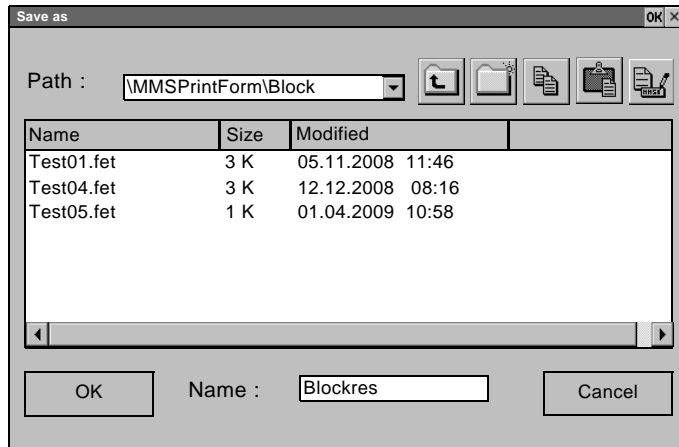 Save as OK ×
Path : \MMSPrintForm\Block
Name Size Modified
Test01.fet 3 K 05.11.2008 11:46
Test04.fet 3 K 12.12.2008 08:16
Test05.fet 1 K 01.04.2009 10:58
OK Name : Blockres Cancel